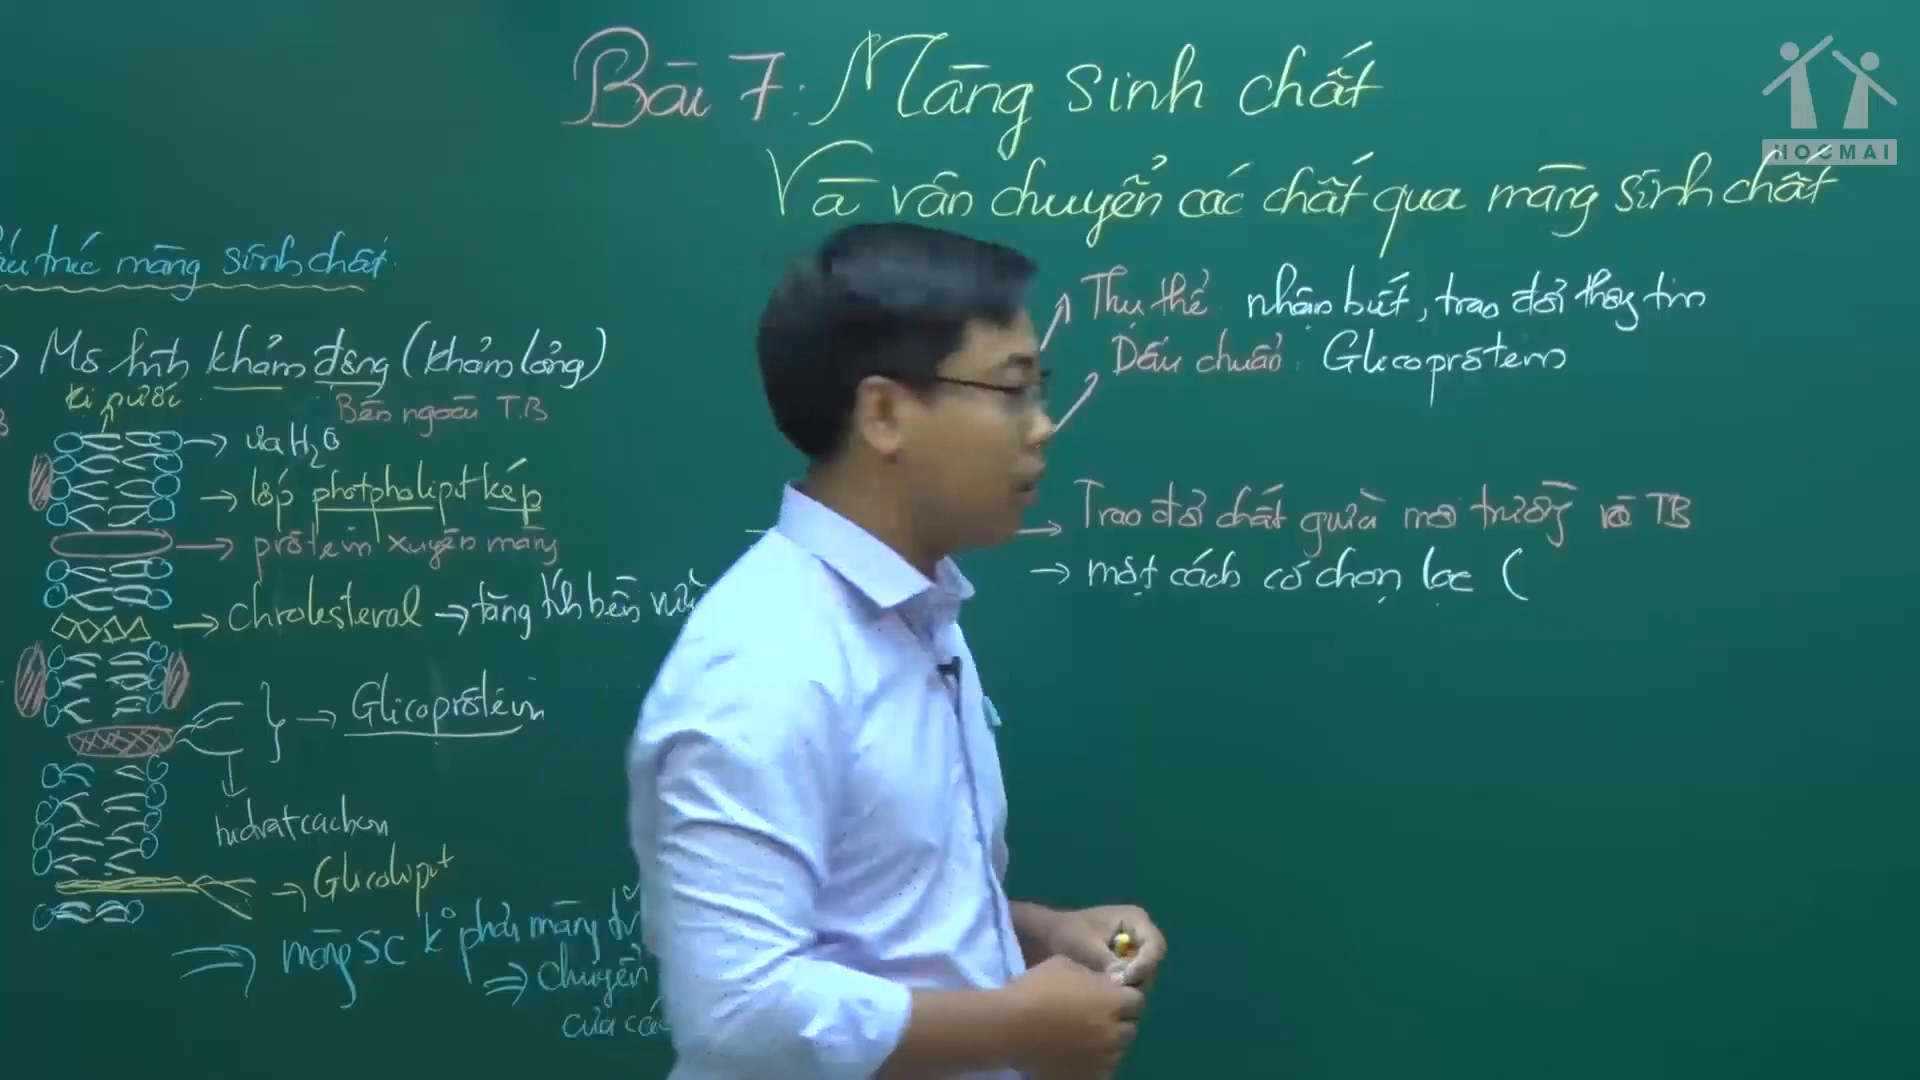 Bài 7: Màng sinh chất
Và vận chuyển các chất qua màng sinh chất
HOCMAI
trúc màng sinh chất.
Mô hình khảm động (khảm lỏng)
kị nước
Bên ngoài T.B
→ ưa H2O
→ lớp photpholipit kép
→ prôtêin xuyên màng
→ chrolesteral → tăng tính bền
} → Glicoprôtêin
hidratcacbon
→ Glicolipit
⇒ màng SC k phải màng
⇒ chuyển
của các
Thụ thể nhận biết, trao đổi thông tin
Dấu chuẩn: Glicoprôtein
→ Trao đổi chất giữa môi trường và TB
→ một cách có chọn lọc (